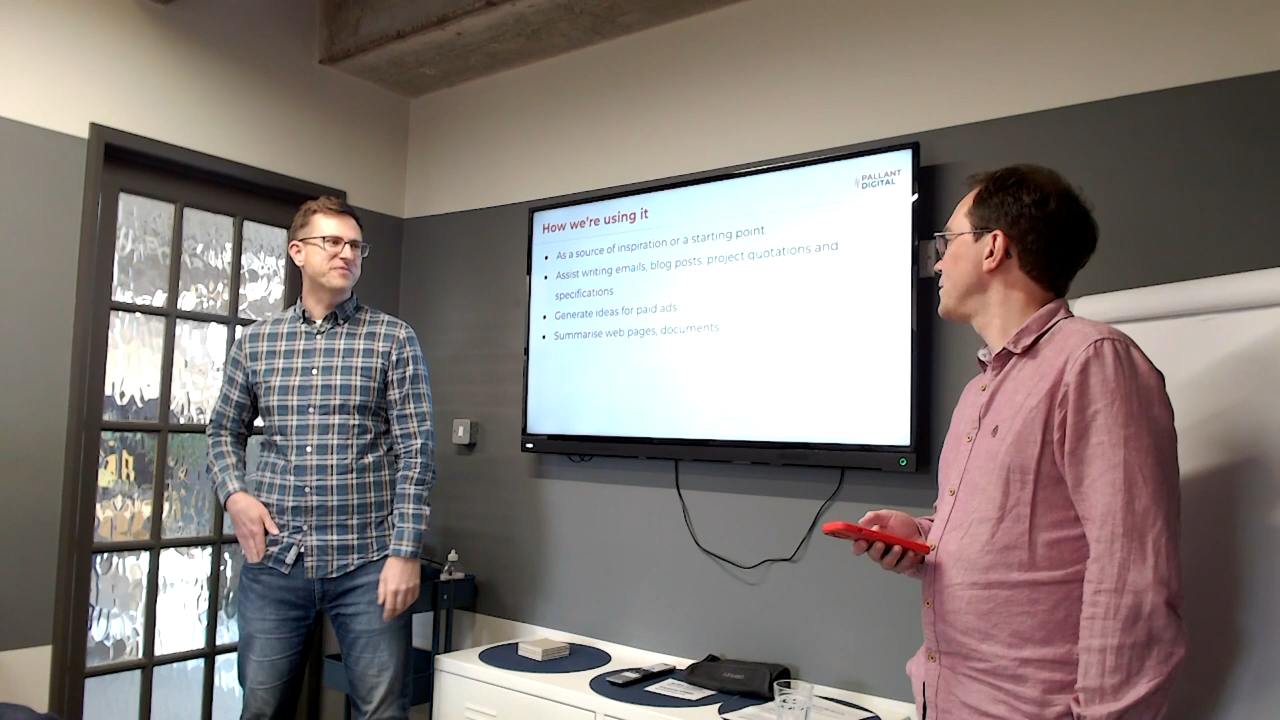 PALLANT
DIGITAL
How we're using it
As a source of inspiration or a starting point
Assist writing emails, blog posts, project quotations and
specifications
Generate ideas for paid ads
Summarise web pages, documents